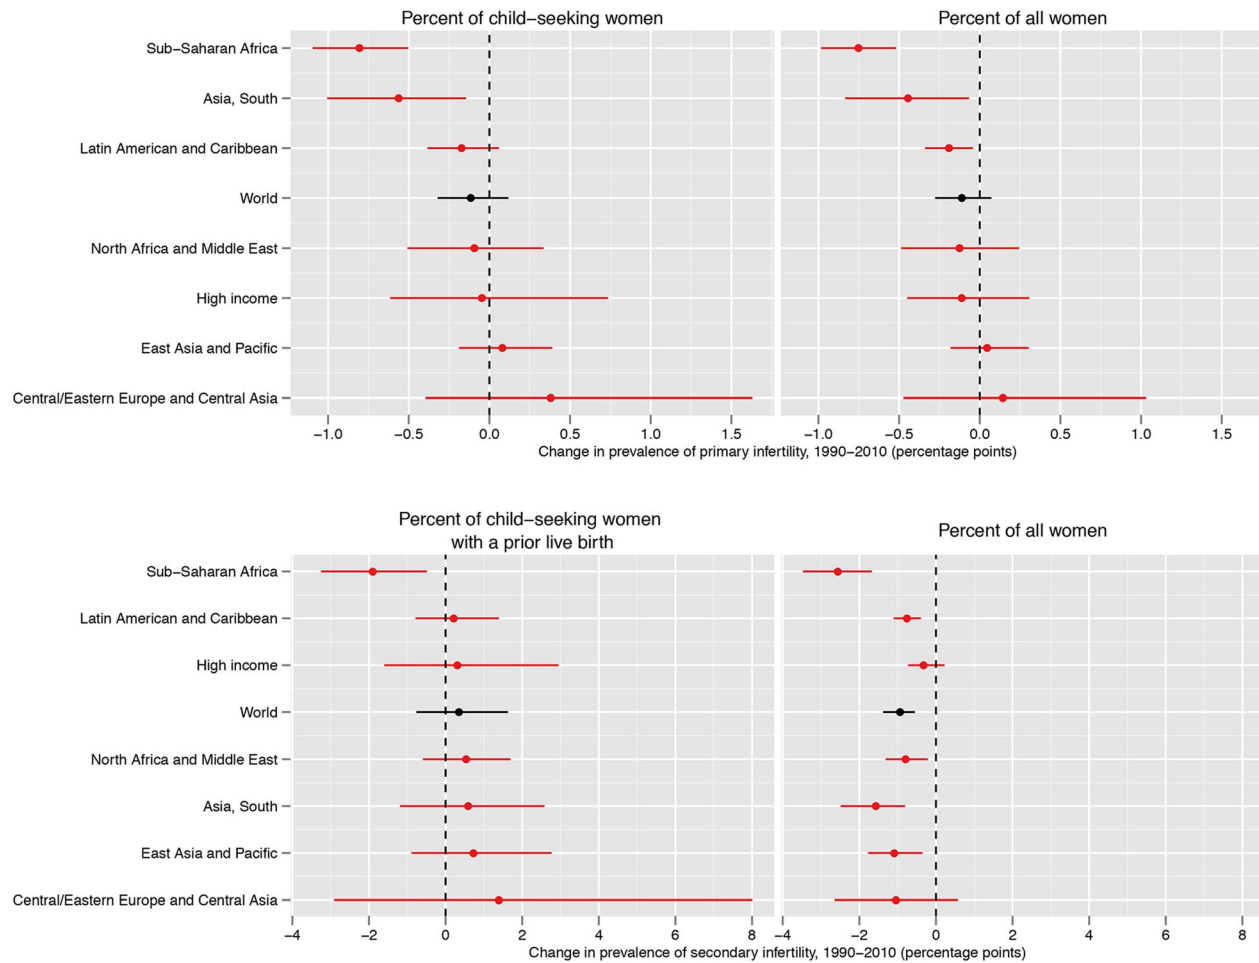 Percent of child-seeking women
Percent of all women
Sub-Saharan Africa
Asia, South
Latin American and Caribbean
World
North Africa and Middle East
High income
East Asia and Pacific
Central/Eastern Europe and Central Asia
-1.0 -0.5 0.0 0.5 1.0 1.5
-1.0 -0.5 0.0 0.5 1.0 1.5
Change in prevalence of primary infertility, 1990-2010 (percentage points)
Percent of child-seeking women
with a prior live birth
Percent of all women
Sub-Saharan Africa
Latin American and Caribbean
High income
World
North Africa and Middle East
Asia, South
East Asia and Pacific
Central/Eastern Europe and Central Asia
-4 -2 0 2 4 6 8
-4 -2 0 2 4 6 8
Change in prevalence of secondary infertility, 1990-2010 (percentage points)